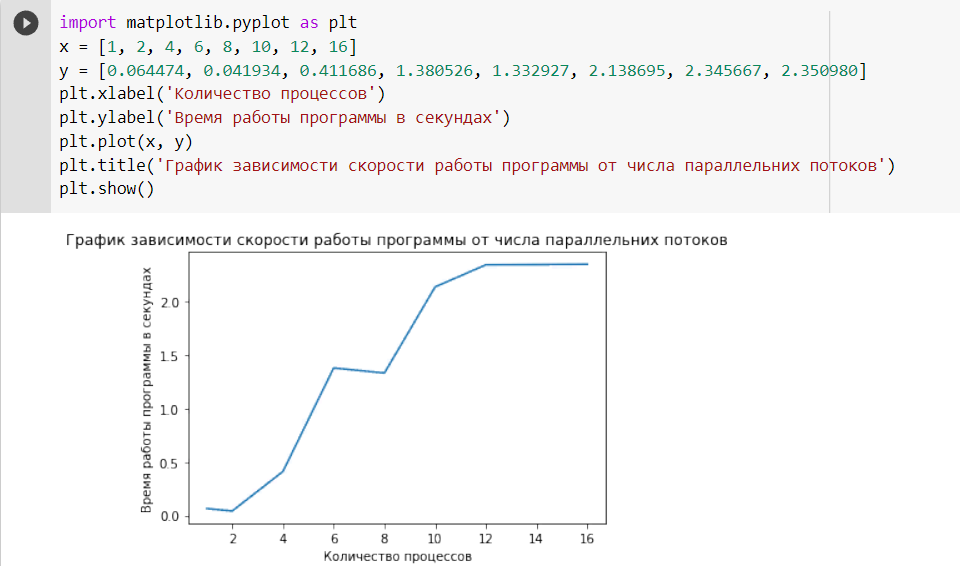 import matplotlib.pyplot as plt
x = [1, 2, 4, 6, 8, 10, 12, 16]
y = [0.064474, 0.041934, 0.411686, 1.380526, 1.332927, 2.138695, 2.345667, 2.350980]
plt.xlabel('Количество процессов')
plt.ylabel('Время работы программы в секундах')
plt.plot(x, y)
plt.title('График зависимости скорости работы программы от числа параллельних потоков')
plt.show()
График зависимости скорости работы программы от числа параллельних потоков
Время работы программы в секундах
2.0
1.5
1.0
0.5
0.0
2 4 6 8 10 12 14 16
Количество процессов